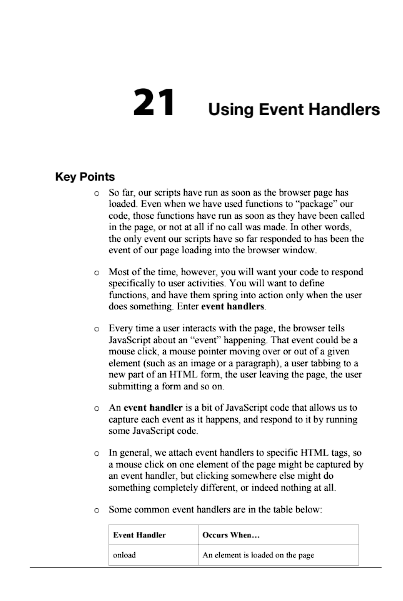 21 Using Event Handlers
Key Points
o So far, our scripts have run as soon as the browser page has
loaded. Even when we have used functions to “package” our
code, those functions have run as soon as they have been called
in the page, or not at all if no call was made. In other words,
the only event our scripts have so far responded to has been the
event of our page loading into the browser window.
o Most of the time, however, you will want your code to respond
specifically to user activities. You will want to define
functions, and have them spring into action only when the user
does something. Enter event handlers.
o Every time a user interacts with the page, the browser tells
JavaScript about an “event” happening. That event could be a
mouse click, a mouse pointer moving over or out of a given
element (such as an image or a paragraph), a user tabbing to a
new part of an HTML form, the user leaving the page, the user
submitting a form and so on.
o An event handler is a bit of JavaScript code that allows us to
capture each event as it happens, and respond to it by running
some JavaScript code.
o In general, we attach event handlers to specific HTML tags, so
a mouse click on one element of the page might be captured by
an event handler, but clicking somewhere else might do
something completely different, or indeed nothing at all.
o Some common event handlers are in the table below:
Event Handler Occurs When…
onload An element is loaded on the page